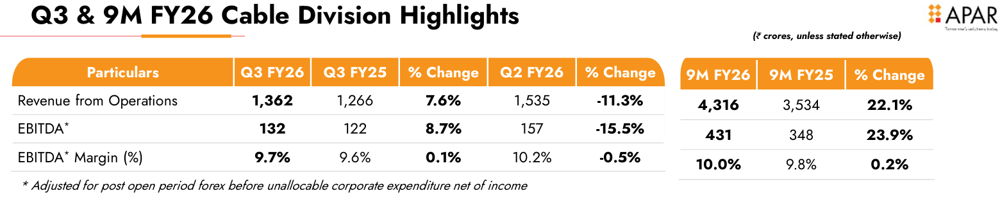 Q3 & 9M FY26 Cable Division Highlights
APAR
Tomorrow's solutions today
(₹ crores, unless stated otherwise)
Particulars Q3 FY26 Q3 FY25 % Change Q2 FY26 % Change 9M FY26 9M FY25 % Change
Revenue from Operations 1,362 1,266 7.6% 1,535 -11.3% 4,316 3,534 22.1%
EBITDA* 132 122 8.7% 157 -15.5% 431 348 23.9%
EBITDA* Margin (%) 9.7% 9.6% 0.1% 10.2% -0.5% 10.0% 9.8% 0.2%
* Adjusted for post open period forex before unallocable corporate expenditure net of income